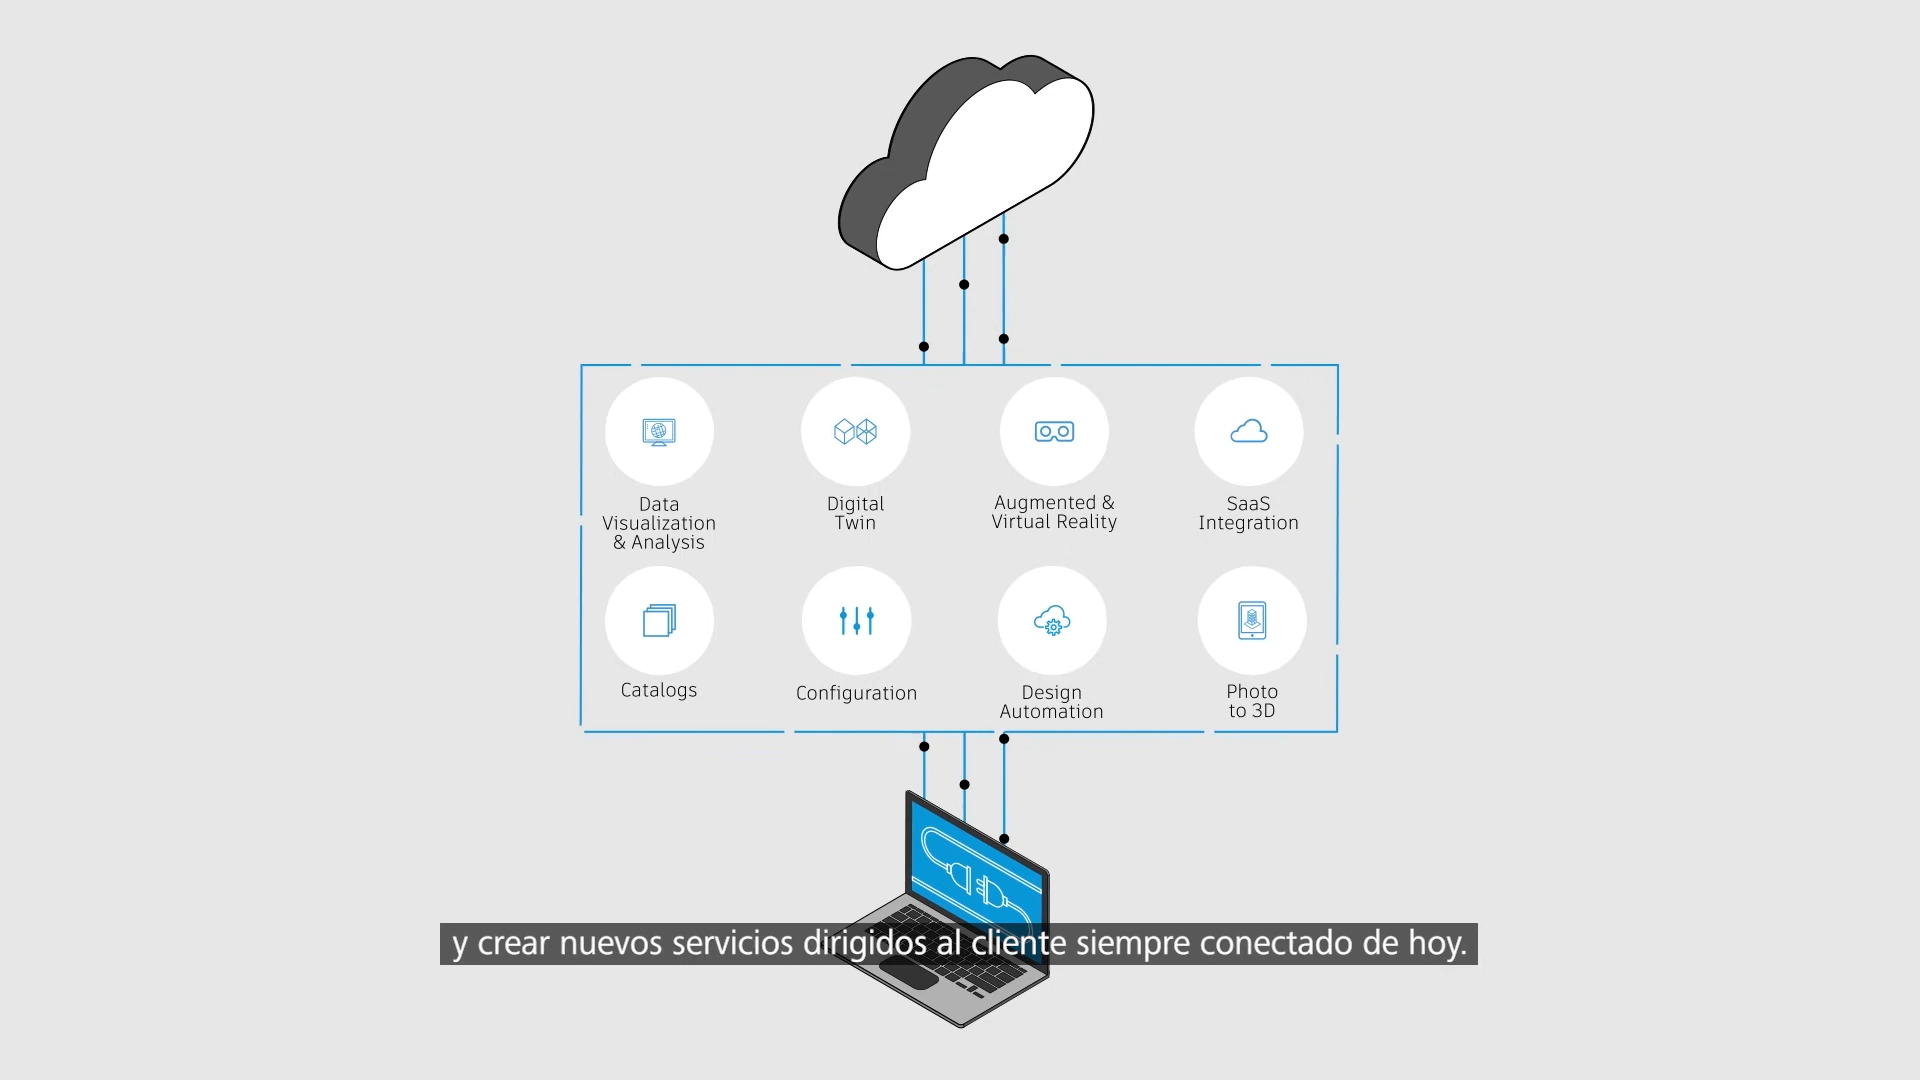 Data
Visualization
& Analysis
Digital
Twin
Augmented &
Virtual Reality
SaaS
Integration
Catalogs
Configuration
Design
Automation
Photo
to 3D
y crear nuevos servicios dirigidos al cliente siempre conectado de hoy.